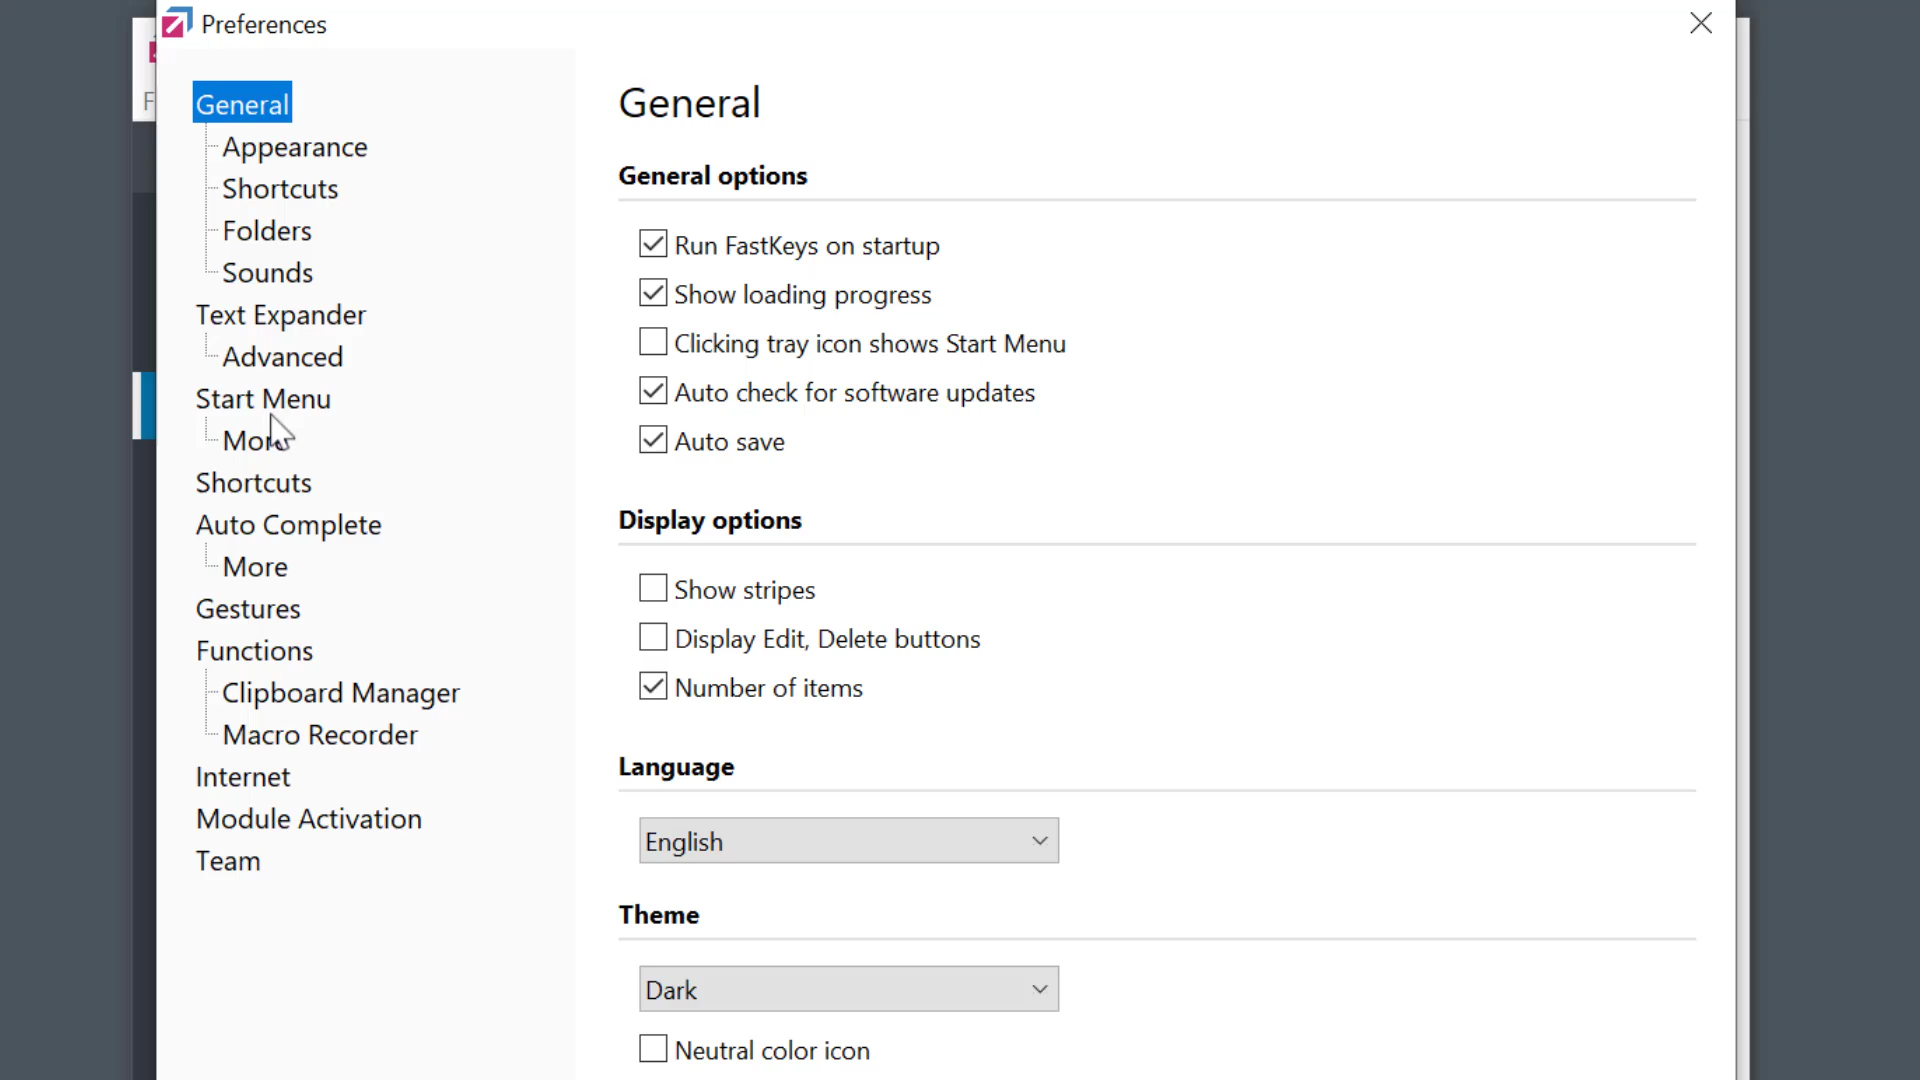 Preferences
F
General
Appearance
Shortcuts
Folders
Sounds
Text Expander
Advanced
Start Menu
More
Shortcuts
Auto Complete
More
Gestures
Functions
Clipboard Manager
Macro Recorder
Internet
Module Activation
Team
General
General options
Run FastKeys on startup
Show loading progress
Clicking tray icon shows Start Menu
Auto check for software updates
Auto save
Display options
Show stripes
Display Edit, Delete buttons
Number of items
Language
English
Theme
Dark
Neutral color icon